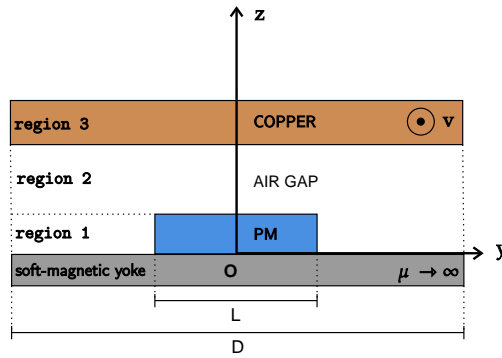 z
region 3
COPPER
v
region 2
AIR GAP
region 1
PM
y
soft-magnetic yoke
O
μ → ∞
L
D